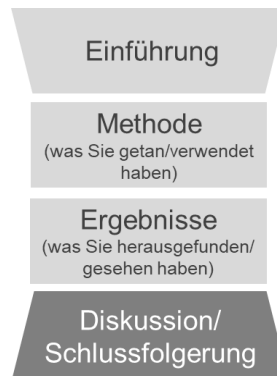 Einführung
Methode
(was Sie getan/verwendet
haben)
Ergebnisse
(was Sie herausgefunden/
gesehen haben)
Diskussion/
Schlussfolgerung